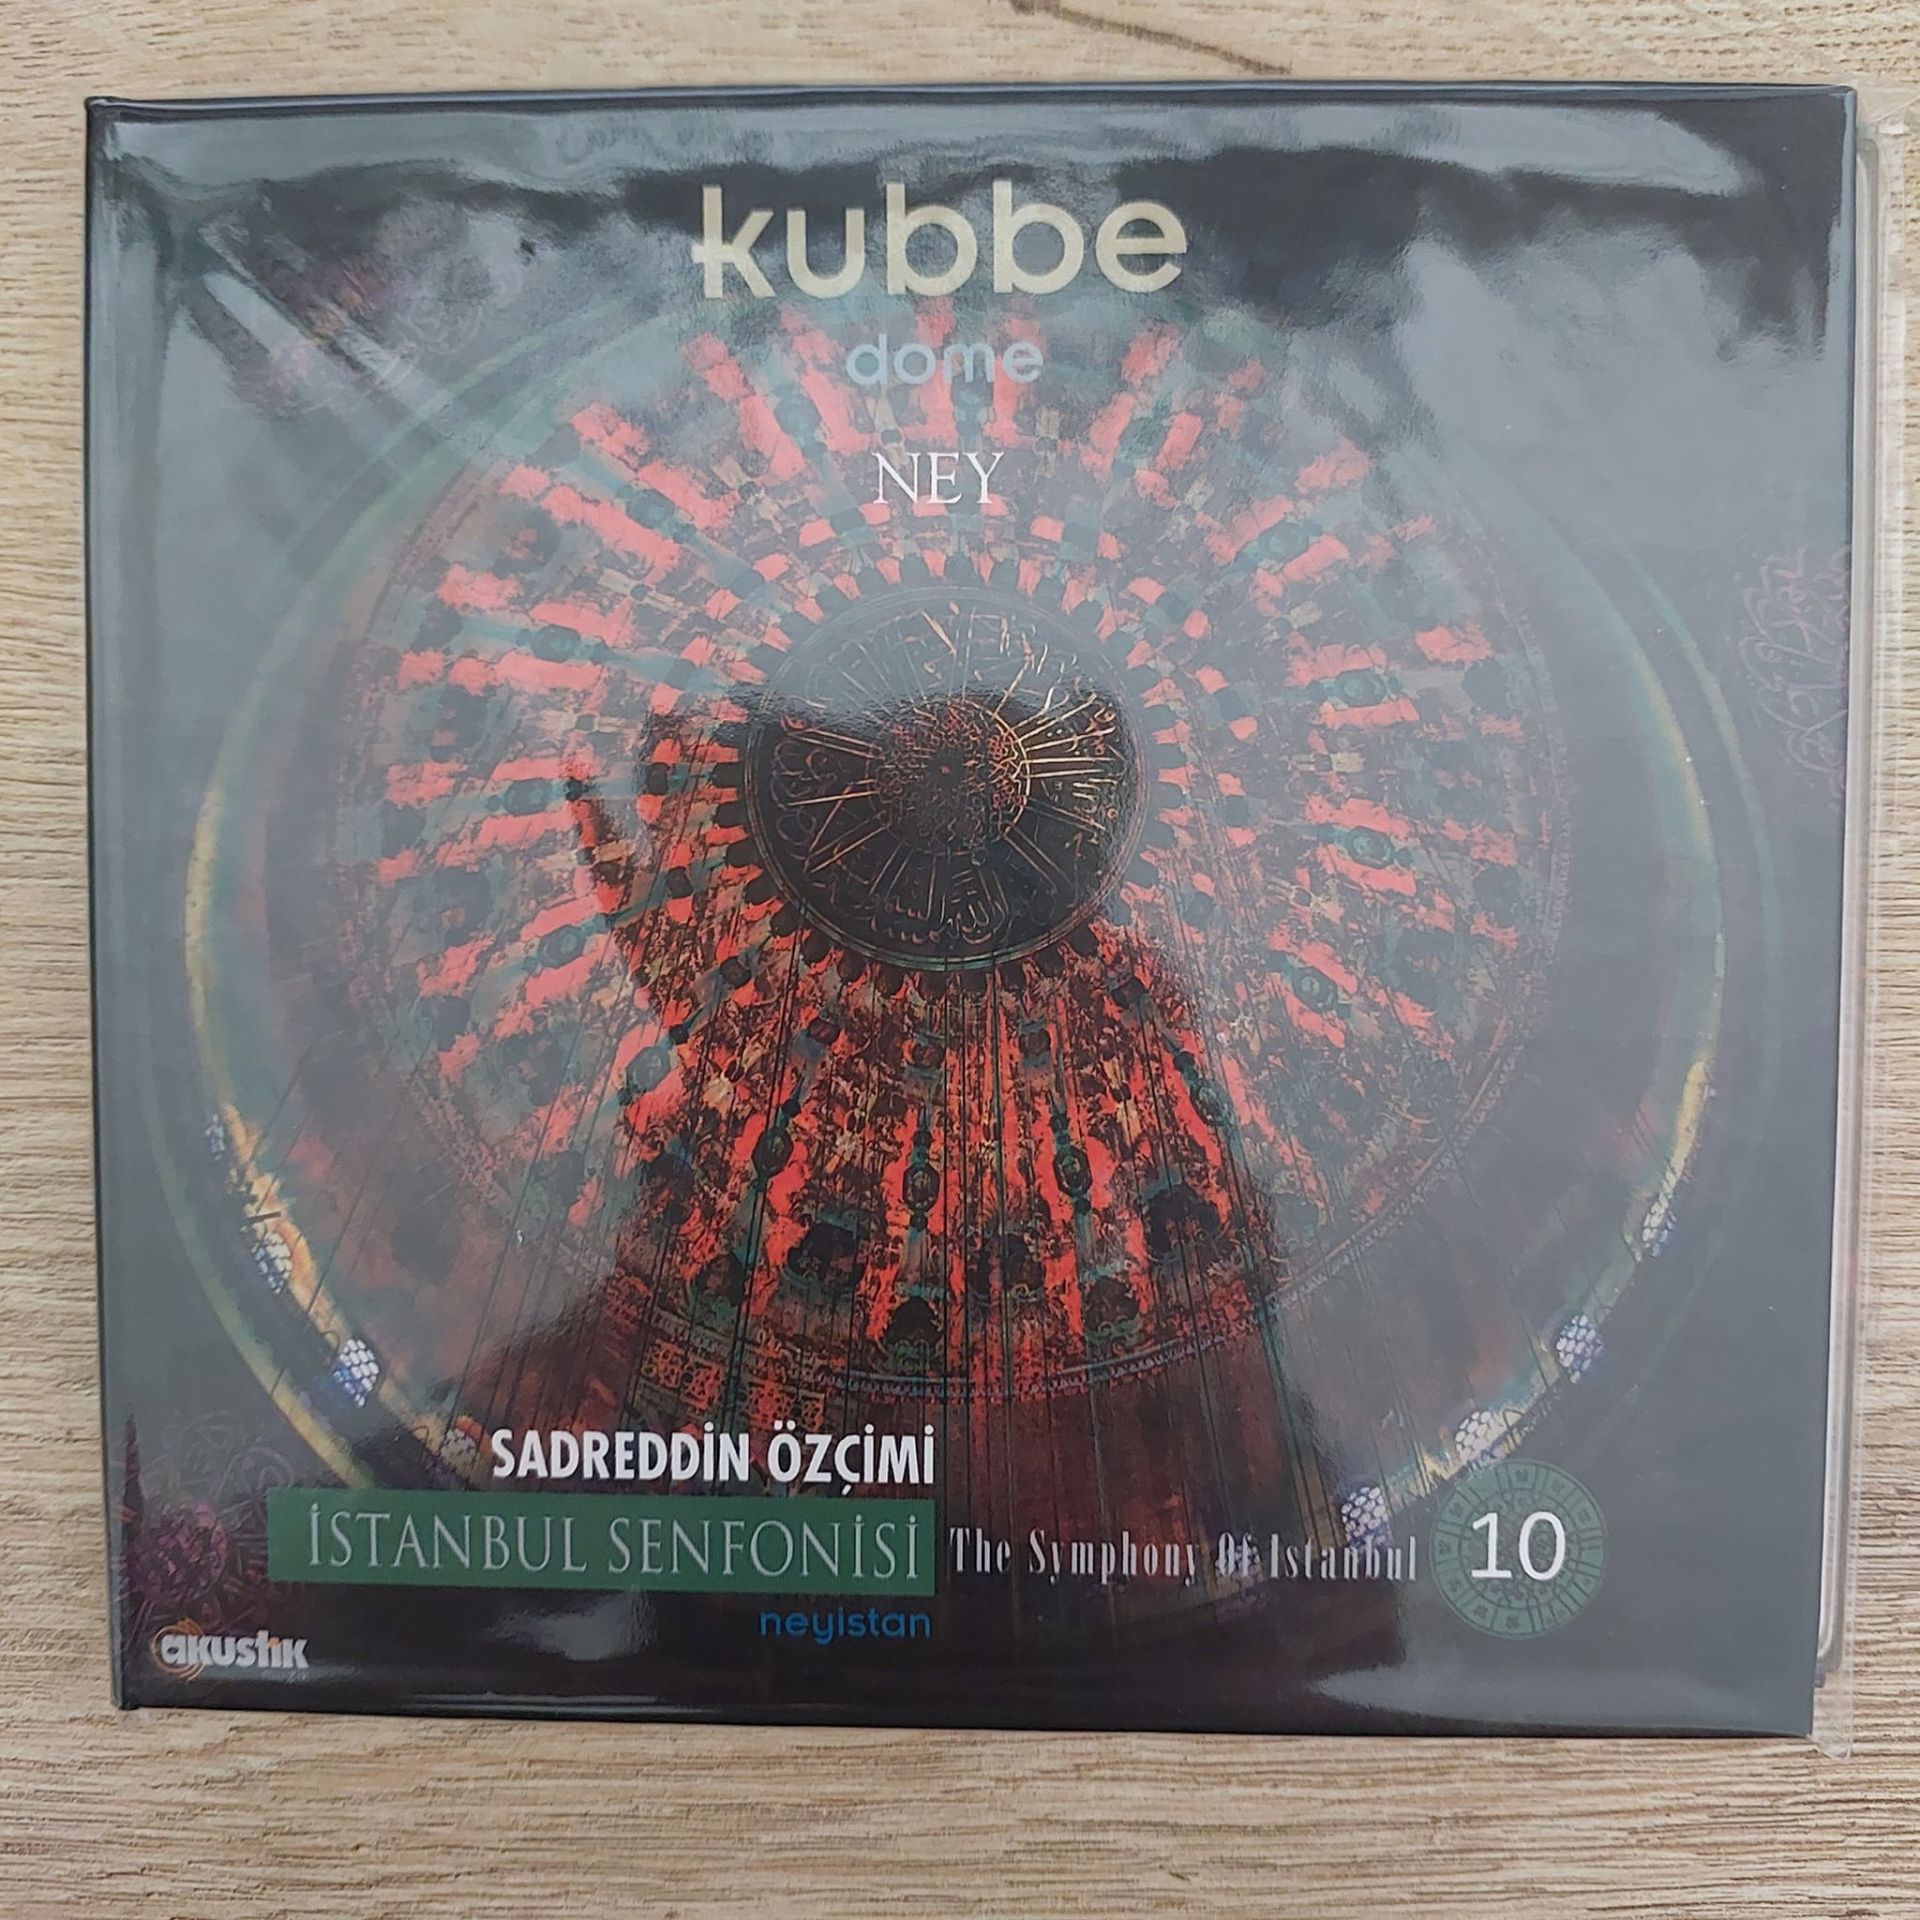 kubbe
dome
NEY
SADREDDİN ÖZÇİMİ
İSTANBUL SENFONİSİ The Symphony Of Istanbul 10
neyistan
akustik